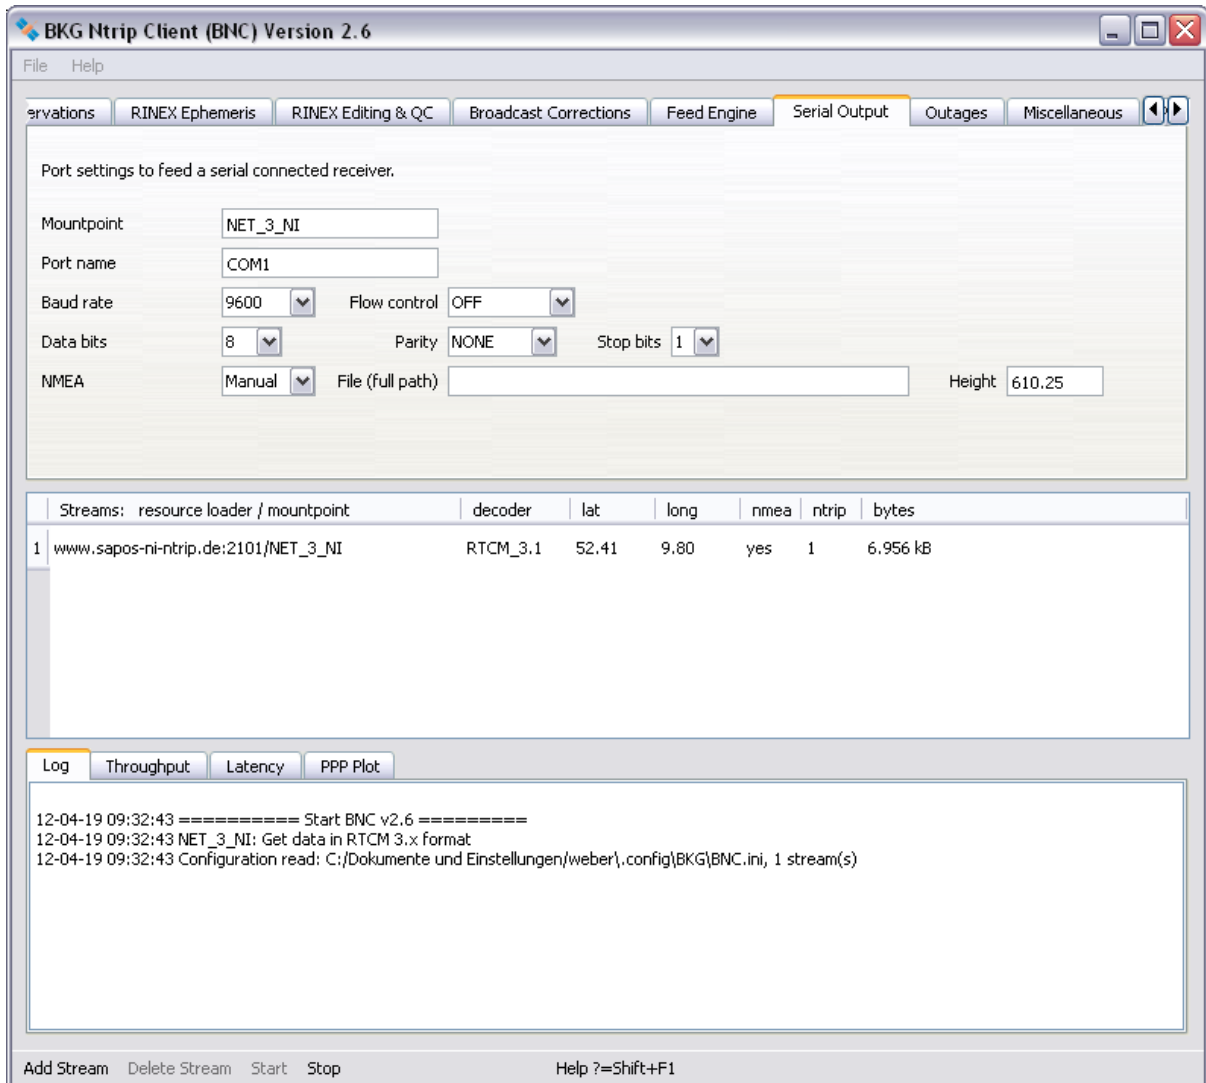 BKG Ntrip Client (BNC) Version 2.6
File Help
ervations RINEX Ephemeris RINEX Editing & QC Broadcast Corrections Feed Engine Serial Output Outages Miscellaneous
Port settings to feed a serial connected receiver.
Mountpoint NET_3_NI
Port name COM1
Baud rate 9600 Flow control OFF
Data bits 8 Parity NONE Stop bits 1
NMEA Manual File (full path) Height 610.25
Streams: resource loader / mountpoint decoder lat long nmea ntrip bytes
1 www.sapos-ni-ntrip.de:2101/NET_3_NI RTCM_3.1 52.41 9.80 yes 1 6.956 kB
Log Throughput Latency PPP Plot
12-04-19 09:32:43 ========== Start BNC v2.6 =========
12-04-19 09:32:43 NET_3_NI: Get data in RTCM 3.x format
12-04-19 09:32:43 Configuration read: C:/Dokumente und Einstellungen/weber\.config\BKG\BNC.ini, 1 stream(s)
Add Stream Delete Stream Start Stop Help ?=Shift+F1